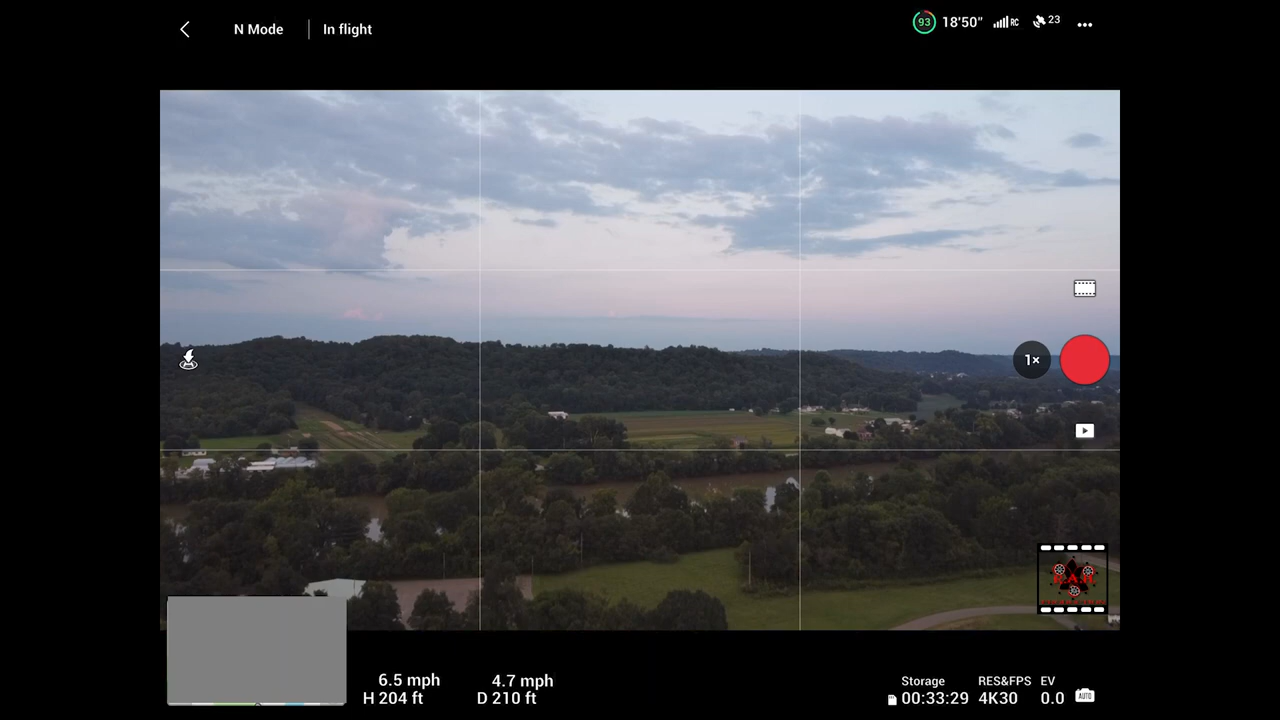 N Mode
In flight
93
18'50"
RC
23
1×
R.A.H
6.5 mph
4.7 mph
H 204 ft
D 210 ft
Storage
RES&FPS
EV
00:33:29
4K30
0.0
AUTO